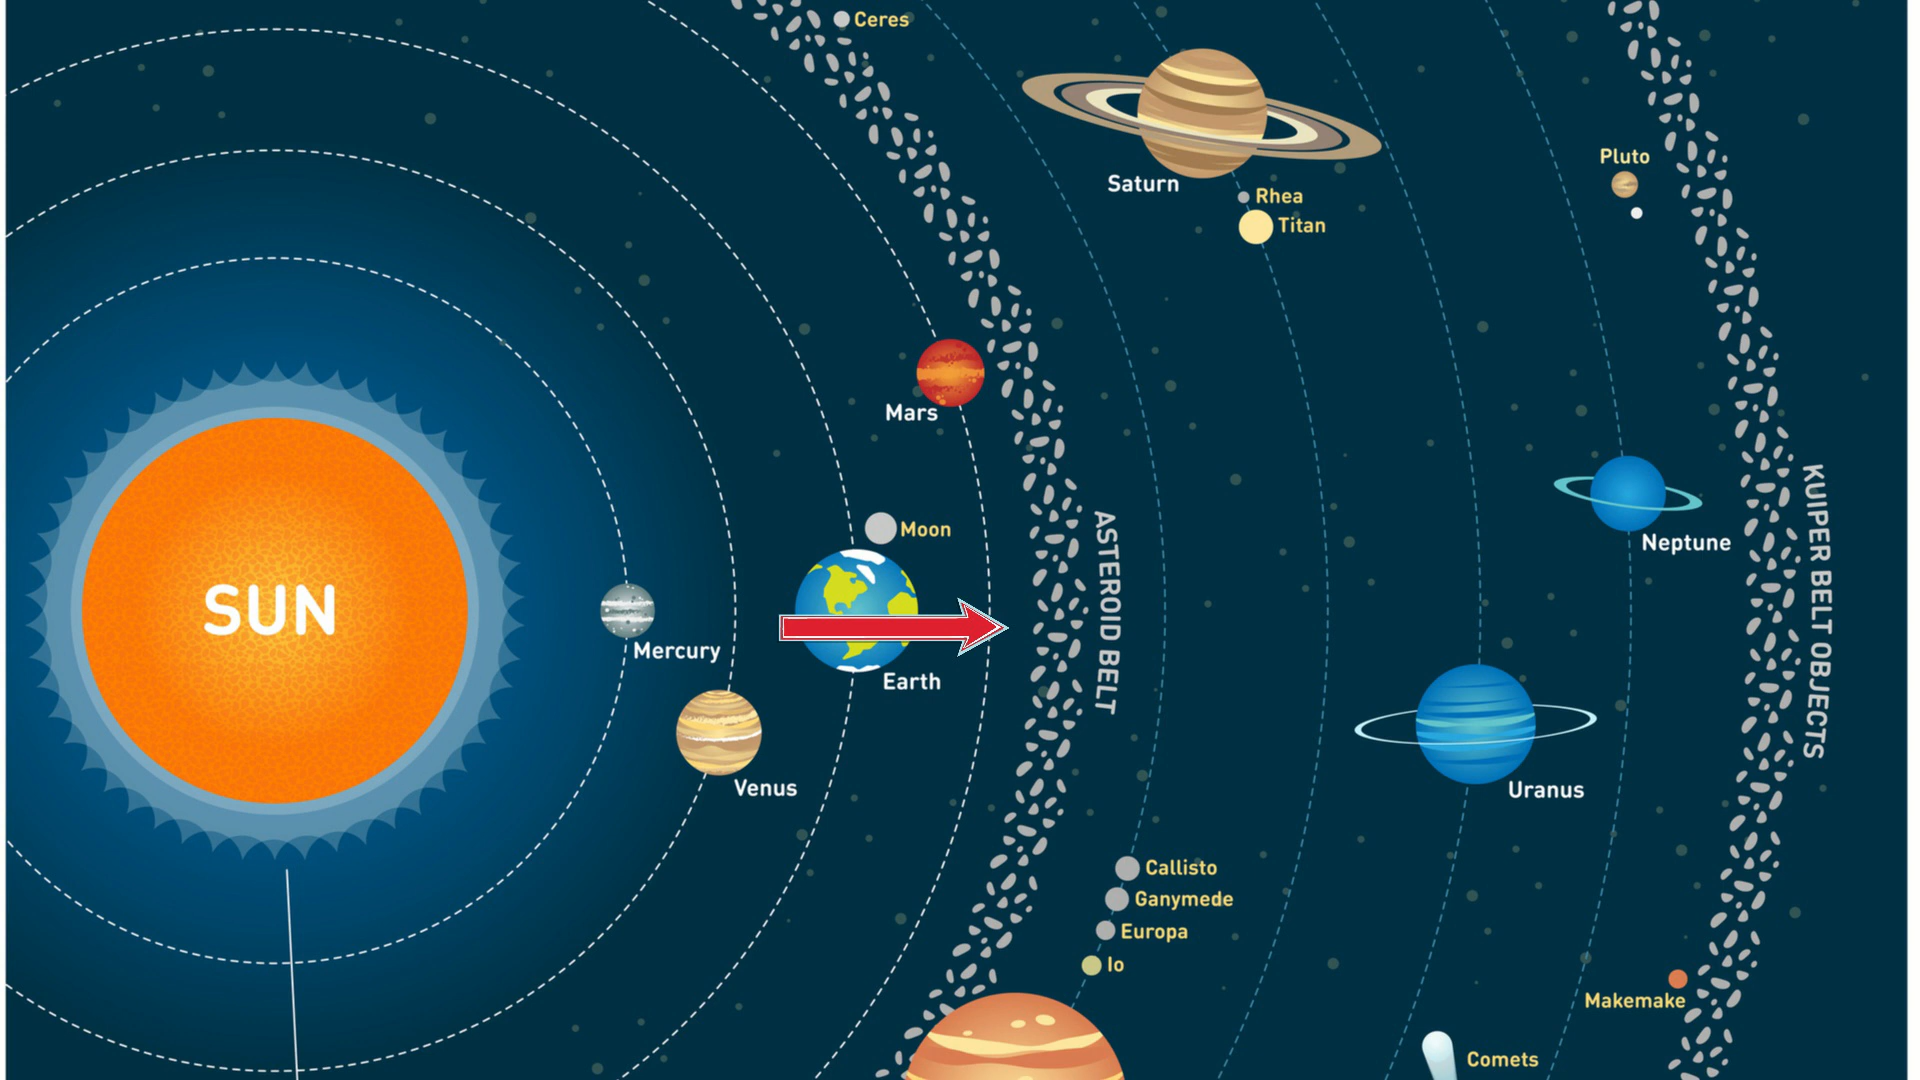 Ceres
Saturn
Rhea
Titan
Pluto
Mars
Moon
Neptune
SUN
Mercury
Earth
Venus
ASTEROID BELT
KUIPER BELT OBJECTS
Uranus
Callisto
Ganymede
Europa
Io
Makemake
Comets